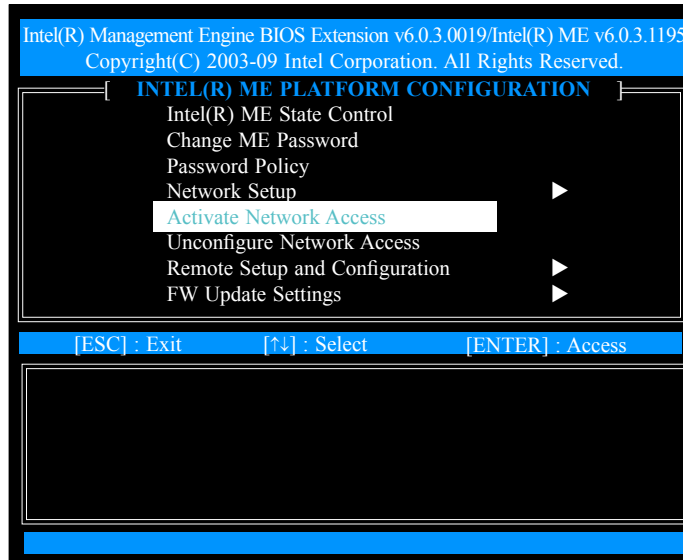 Intel(R) Management Engine BIOS Extension v6.0.3.0019/Intel(R) ME v6.0.3.1195
Copyright(C) 2003-09 Intel Corporation. All Rights Reserved.
[ INTEL(R) ME PLATFORM CONFIGURATION ]
Intel(R) ME State Control
Change ME Password
Password Policy
Network Setup ▶
Activate Network Access
Unconfigure Network Access
Remote Setup and Configuration ▶
FW Update Settings ▶
[ESC] : Exit [↑↓] : Select [ENTER] : Access